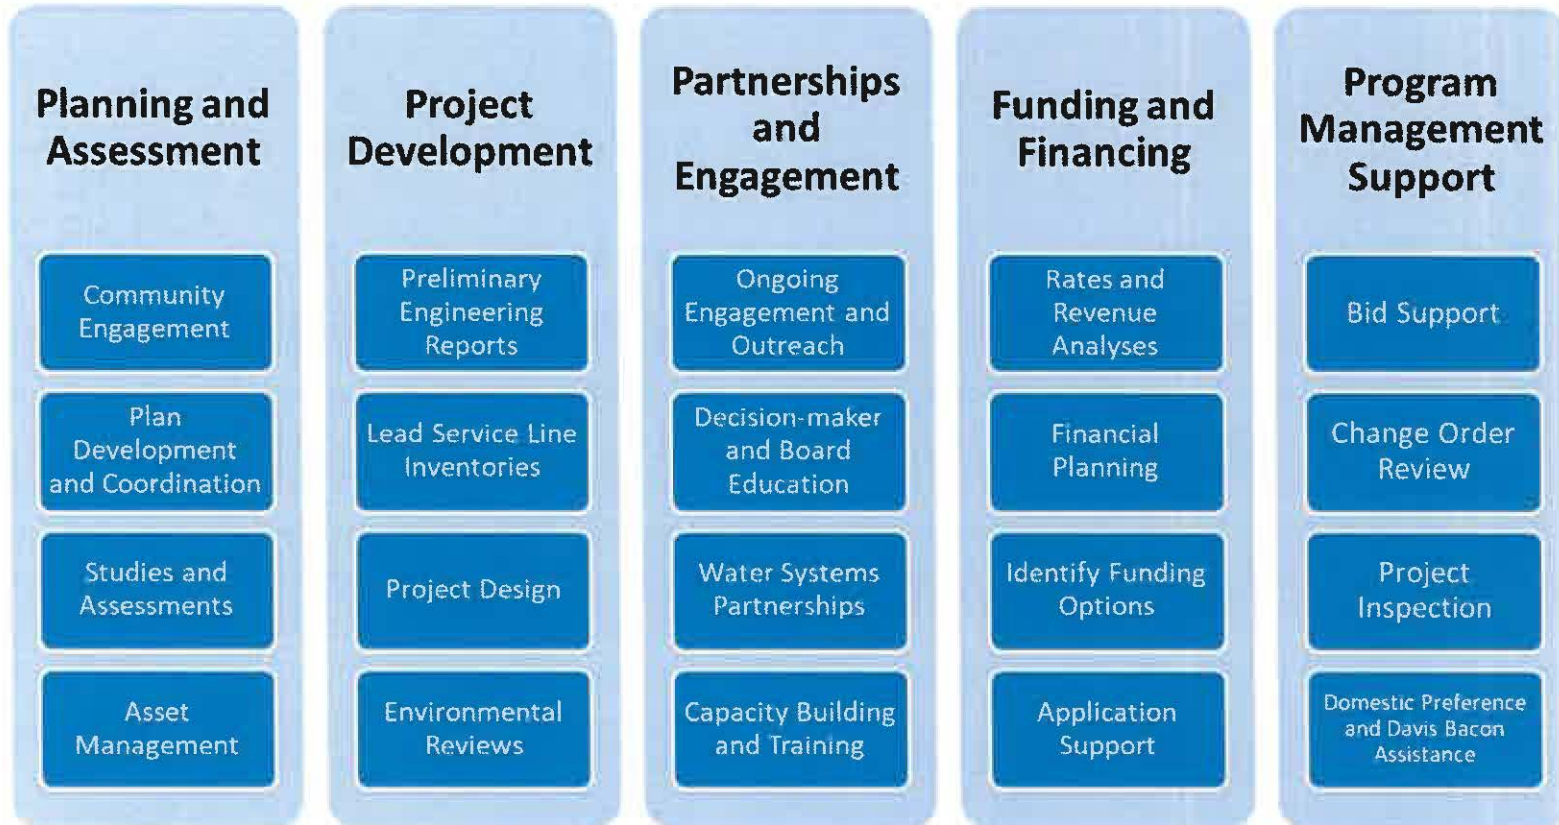 Planning and
Assessment
Community
Engagement
Plan
Development
and Coordination
Studies and
Assessments
Asset
Management
Project
Development
Preliminary
Engineering
Reports
Lead Service Line
Inventories
Project Design
Environmental
Reviews
Partnerships
and
Engagement
Ongoing
Engagement and
Outreach
Decision-maker
and Board
Education
Water Systems
Partnerships
Capacity Building
and Training
Funding and
Financing
Rates and
Revenue
Analyses
Financial
Planning
Identify Funding
Options
Application
Support
Program
Management
Support
Bid Support
Change Order
Review
Project
Inspection
Domestic Preference
and Davis Bacon
Assistance